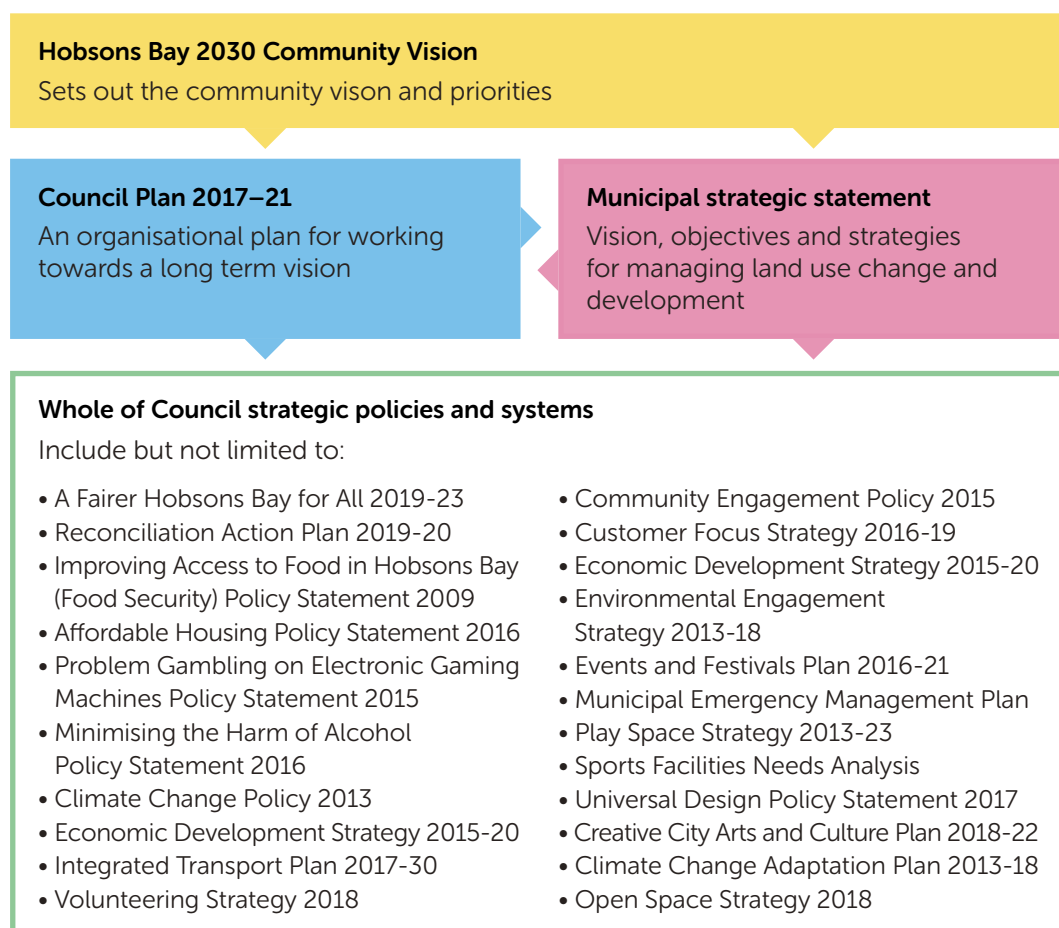 Hobsons Bay 2030 Community Vision
Sets out the community vison and priorities
Council Plan 2017–21
An organisational plan for working
towards a long term vision
Municipal strategic statement
Vision, objectives and strategies
for managing land use change and
development
Whole of Council strategic policies and systems
Include but not limited to:
• A Fairer Hobsons Bay for All 2019-23
• Reconciliation Action Plan 2019-20
• Improving Access to Food in Hobsons Bay
(Food Security) Policy Statement 2009
• Affordable Housing Policy Statement 2016
• Problem Gambling on Electronic Gaming
Machines Policy Statement 2015
• Minimising the Harm of Alcohol
Policy Statement 2016
• Climate Change Policy 2013
• Economic Development Strategy 2015-20
• Integrated Transport Plan 2017-30
• Volunteering Strategy 2018
• Community Engagement Policy 2015
• Customer Focus Strategy 2016-19
• Economic Development Strategy 2015-20
• Environmental Engagement
Strategy 2013-18
• Events and Festivals Plan 2016-21
• Municipal Emergency Management Plan
• Play Space Strategy 2013-23
• Sports Facilities Needs Analysis
• Universal Design Policy Statement 2017
• Creative City Arts and Culture Plan 2018-22
• Climate Change Adaptation Plan 2013-18
• Open Space Strategy 2018